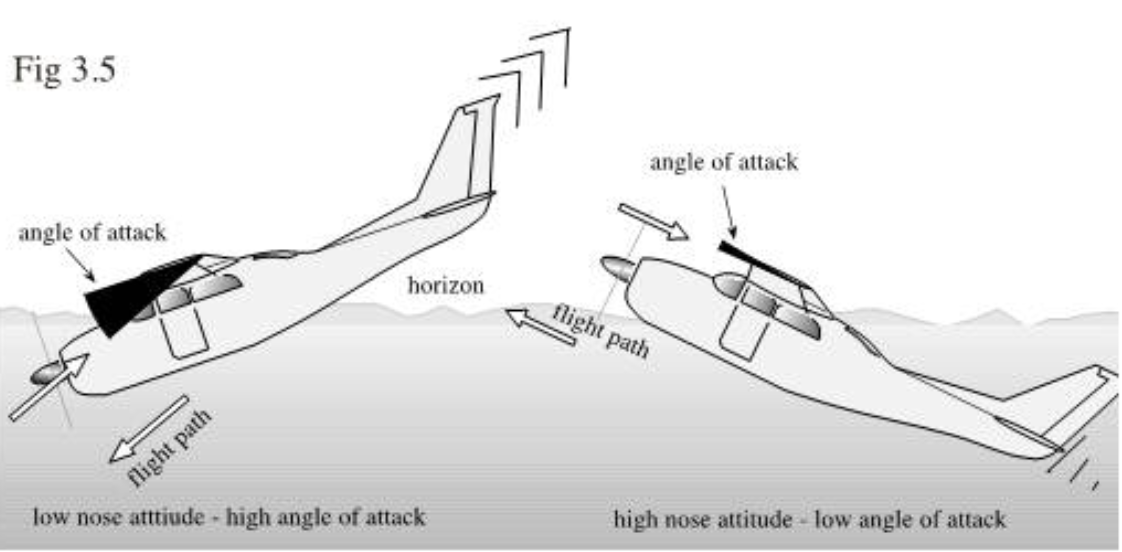 Fig 3.5
angle of attack
angle of attack
horizon
flight path
flight path
low nose atttiude - high angle of attack
high nose attitude - low angle of attack